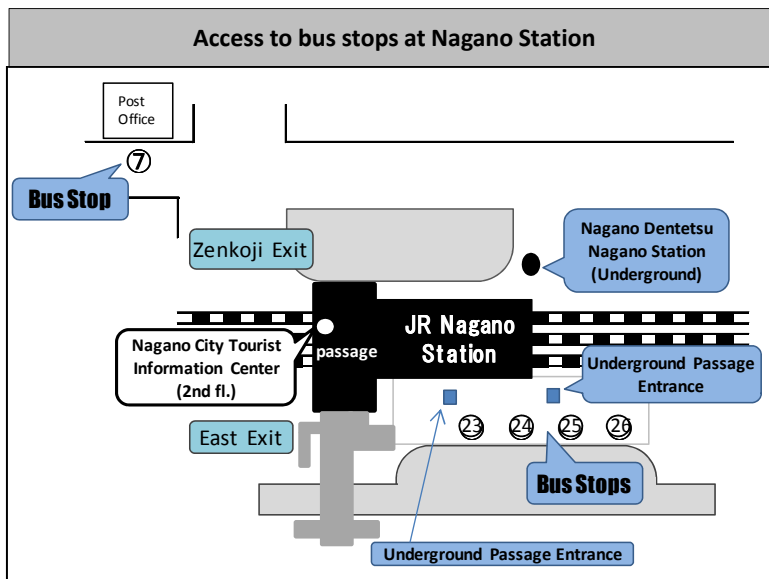 Access to bus stops at Nagano Station
Post
Office
⑦
Bus Stop
Zenkoji Exit
Nagano Dentetsu
Nagano Station
(Underground)
JR Nagano
Station
passage
Nagano City Tourist
Information Center
(2nd fl.)
Underground Passage
Entrance
East Exit
㉓ ㉔ ㉕ ㉖
Bus Stops
Underground Passage Entrance